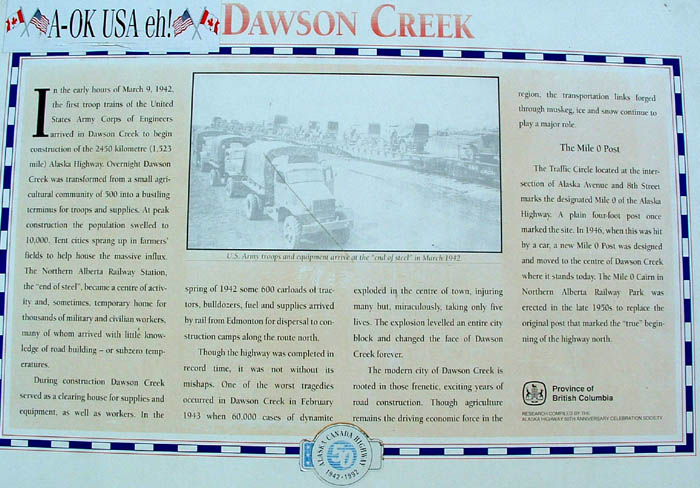 A-OK USA eh!
DAWSON CREEK
In the early hours of March 9, 1942,
the first troop trains of the United
States Army Corps of Engineers
arrived in Dawson Creek to begin
construction of the 2450 kilometre (1,523
mile) Alaska Highway. Overnight Dawson
Creek was transformed from a small agri-
cultural community of 500 into a bustling
terminus for troops and supplies. At peak
construction the population swelled to
10,000. Tent cities sprang up in farmers'
fields to help house the massive influx.
The Northern Alberta Railway Station,
the "end of steel", became a centre of activ-
ity and, sometimes, temporary home for
thousands of military and civilian workers,
many of whom arrived with little know-
ledge of road building – or subzero temp-
eratures.
During construction Dawson Creek
served as a clearing house for supplies and
equipment, as well as workers. In the
U.S. Army troops and equipment arrive at the "end of steel" in March 1942.
spring of 1942 some 600 carloads of trac-
tors, bulldozers, fuel and supplies arrived
by rail from Edmonton for dispersal to con-
struction camps along the route north.
Though the highway was completed in
record time, it was not without its
mishaps. One of the worst tragedies
occurred in Dawson Creek in February
1943 when 60,000 cases of dynamite
exploded in the centre of town, injuring
many but, miraculously, taking only five
lives. The explosion levelled an entire city
block and changed the face of Dawson
Creek forever.
The modern city of Dawson Creek is
rooted in those frenetic, exciting years of
road construction. Though agriculture
remains the driving economic force in the
region, the transportation links forged
through muskeg, ice and snow continue to
play a major role.
The Mile 0 Post
The Traffic Circle located at the inter-
section of Alaska Avenue and 8th Street
marks the designated Mile 0 of the Alaska
Highway. A plain four-foot post once
marked the site. In 1946, when this was hit
by a car, a new Mile 0 Post was designed
and moved to the centre of Dawson Creek
where it stands today. The Mile 0 Cairn in
Northern Alberta Railway Park was
erected in the late 1950s to replace the
original post that marked the "true" begin-
ning of the highway north.
Province of
British Columbia
RESEARCH COMPILED BY THE
ALASKA HIGHWAY 50TH ANNIVERSARY CELEBRATION SOCIETY
ALASKA CANADA HIGHWAY
50
1942-1992